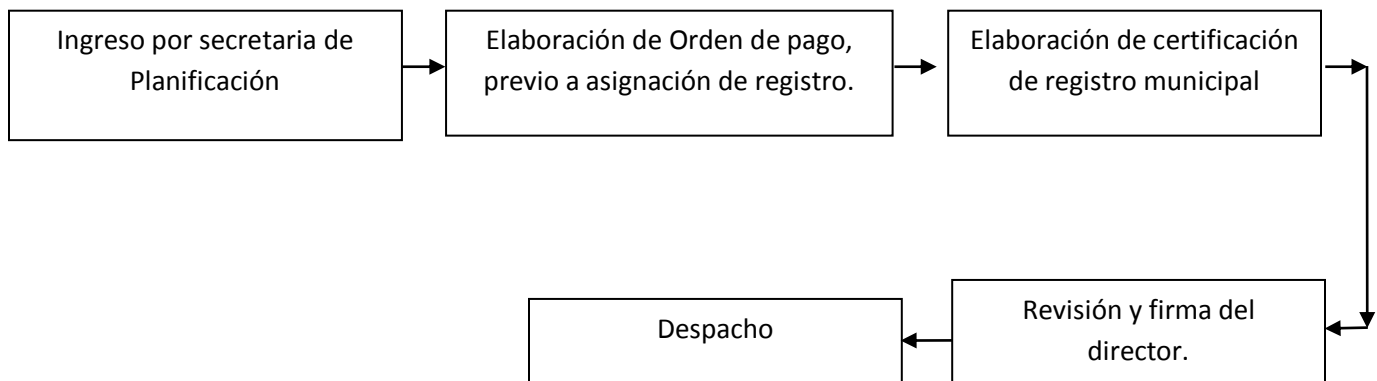 Ingreso por secretaria de
Planificación
Elaboración de Orden de pago,
previo a asignación de registro.
Elaboración de certificación
de registro municipal
Revisión y firma del
director.
Despacho